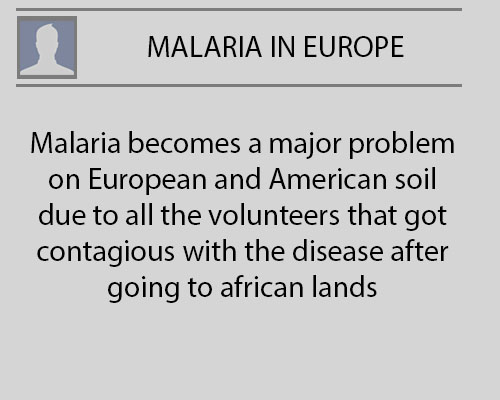 MALARIA IN EUROPE
Malaria becomes a major problem
on European and American soil
due to all the volunteers that got
contagious with the disease after
going to african lands